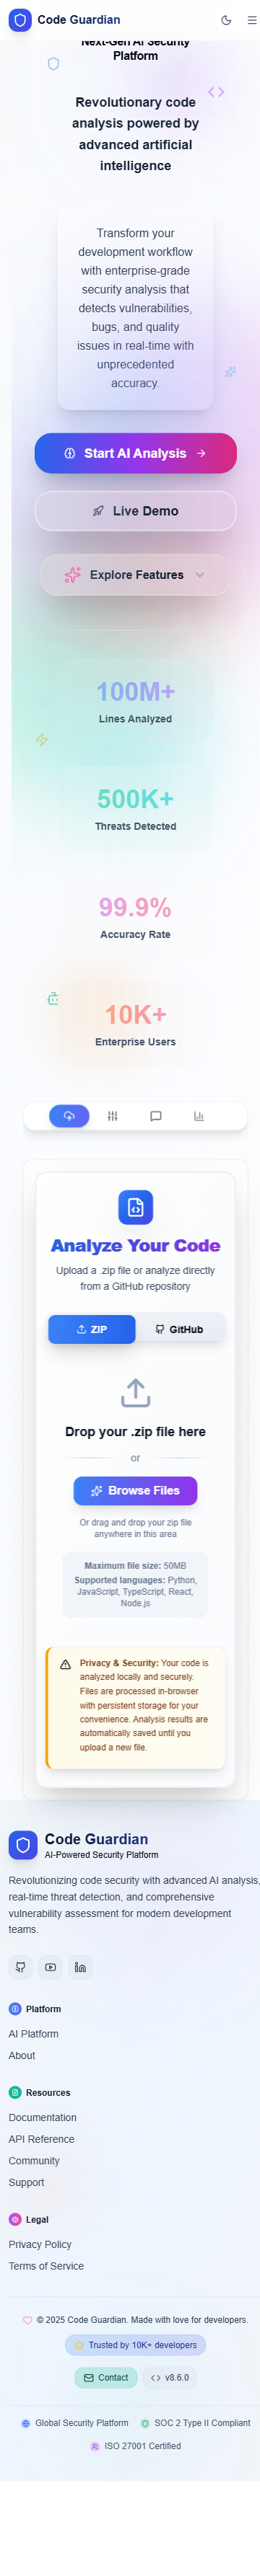 Code Guardian
Next-Gen AI Security
Platform
Revolutionary code
analysis powered by
advanced artificial
intelligence
Transform your
development workflow
with enterprise-grade
security analysis that
detects vulnerabilities,
bugs, and quality
issues in real-time with
unprecedented
accuracy.
Start AI Analysis
Live Demo
Explore Features
100M+
Lines Analyzed
500K+
Threats Detected
99.9%
Accuracy Rate
10K+
Enterprise Users
Analyze Your Code
Upload a .zip file or analyze directly
from a GitHub repository
ZIP
GitHub
Drop your .zip file here
or
Browse Files
Or drag and drop your zip file
anywhere in this area
Maximum file size: 50MB
Supported languages: Python,
JavaScript, TypeScript, React,
Node.js
Privacy & Security: Your code is
analyzed locally and securely.
Files are processed in-browser
with persistent storage for your
convenience. Analysis results are
automatically saved until you
upload a new file.
Code Guardian
AI-Powered Security Platform
Revolutionizing code security with advanced AI analysis,
real-time threat detection, and comprehensive
vulnerability assessment for modern development
teams.
Platform
AI Platform
About
Resources
Documentation
API Reference
Community
Support
Legal
Privacy Policy
Terms of Service
© 2025 Code Guardian. Made with love for developers.
Trusted by 10K+ developers
Contact
v8.6.0
Global Security Platform
SOC 2 Type II Compliant
ISO 27001 Certified